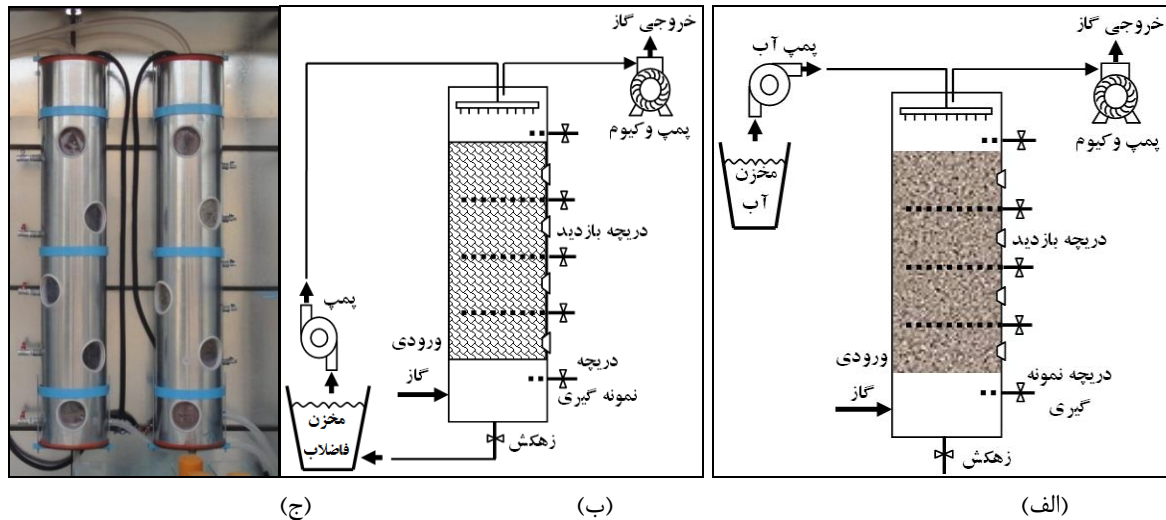 خروجی گاز
پمپ آب
پمپ وکیوم
مخزن
آب
دریچه بازدید
ورودی
گاز
دریچه نمونه
گیری
زهکش
(الف)
خروجی گاز
پمپ وکیوم
دریچه بازدید
پمپ
ورودی
گاز
دریچه
نمونه گیری
مخزن
فاضلاب
زهکش
(ب)
(ج)